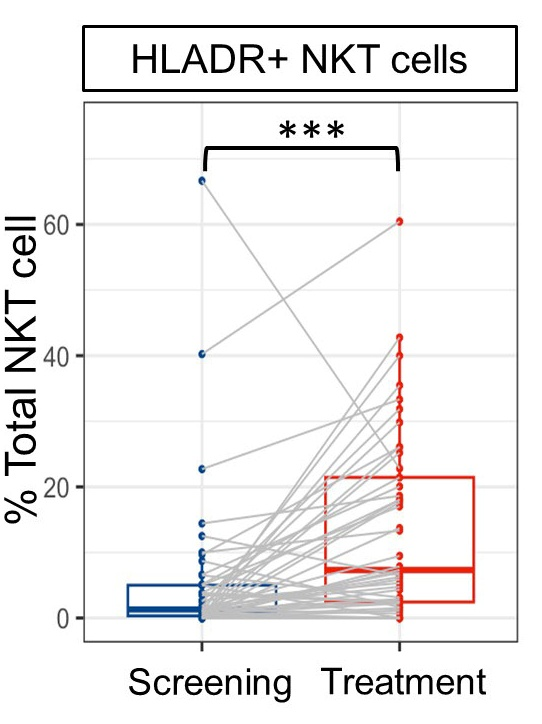 HLADR+ NKT cells
***
% Total NKT cell
60
40
20
0
Screening
Treatment